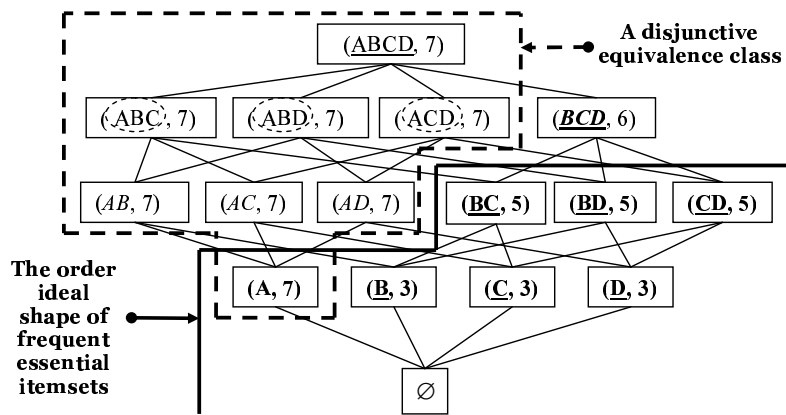 (ABCD, 7)
A disjunctive
equivalence class
(ABC, 7) (ABD, 7) (ACD, 7) (BCD, 6)
(AB, 7) (AC, 7) (AD, 7) (BC, 5) (BD, 5) (CD, 5)
The order
ideal
shape of
frequent
essential
itemsets
(A, 7) (B, 3) (C, 3) (D, 3)
∅